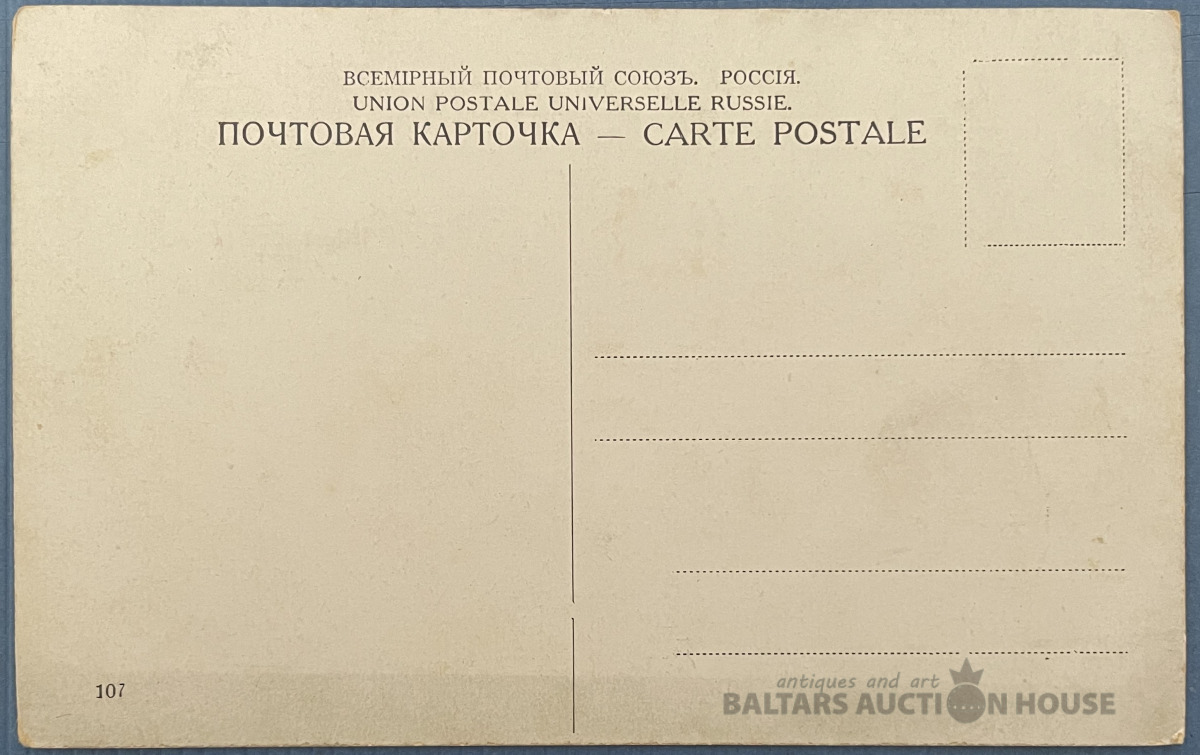 ВСЕМІРНЫЙ ПОЧТОВЫЙ СОЮЗЪ. РОССІЯ.
UNION POSTALE UNIVERSELLE RUSSIE.
ПОЧТОВАЯ КАРТОЧКА — CARTE POSTALE
107
antiques and art
BALTARS AUCTION HOUSE